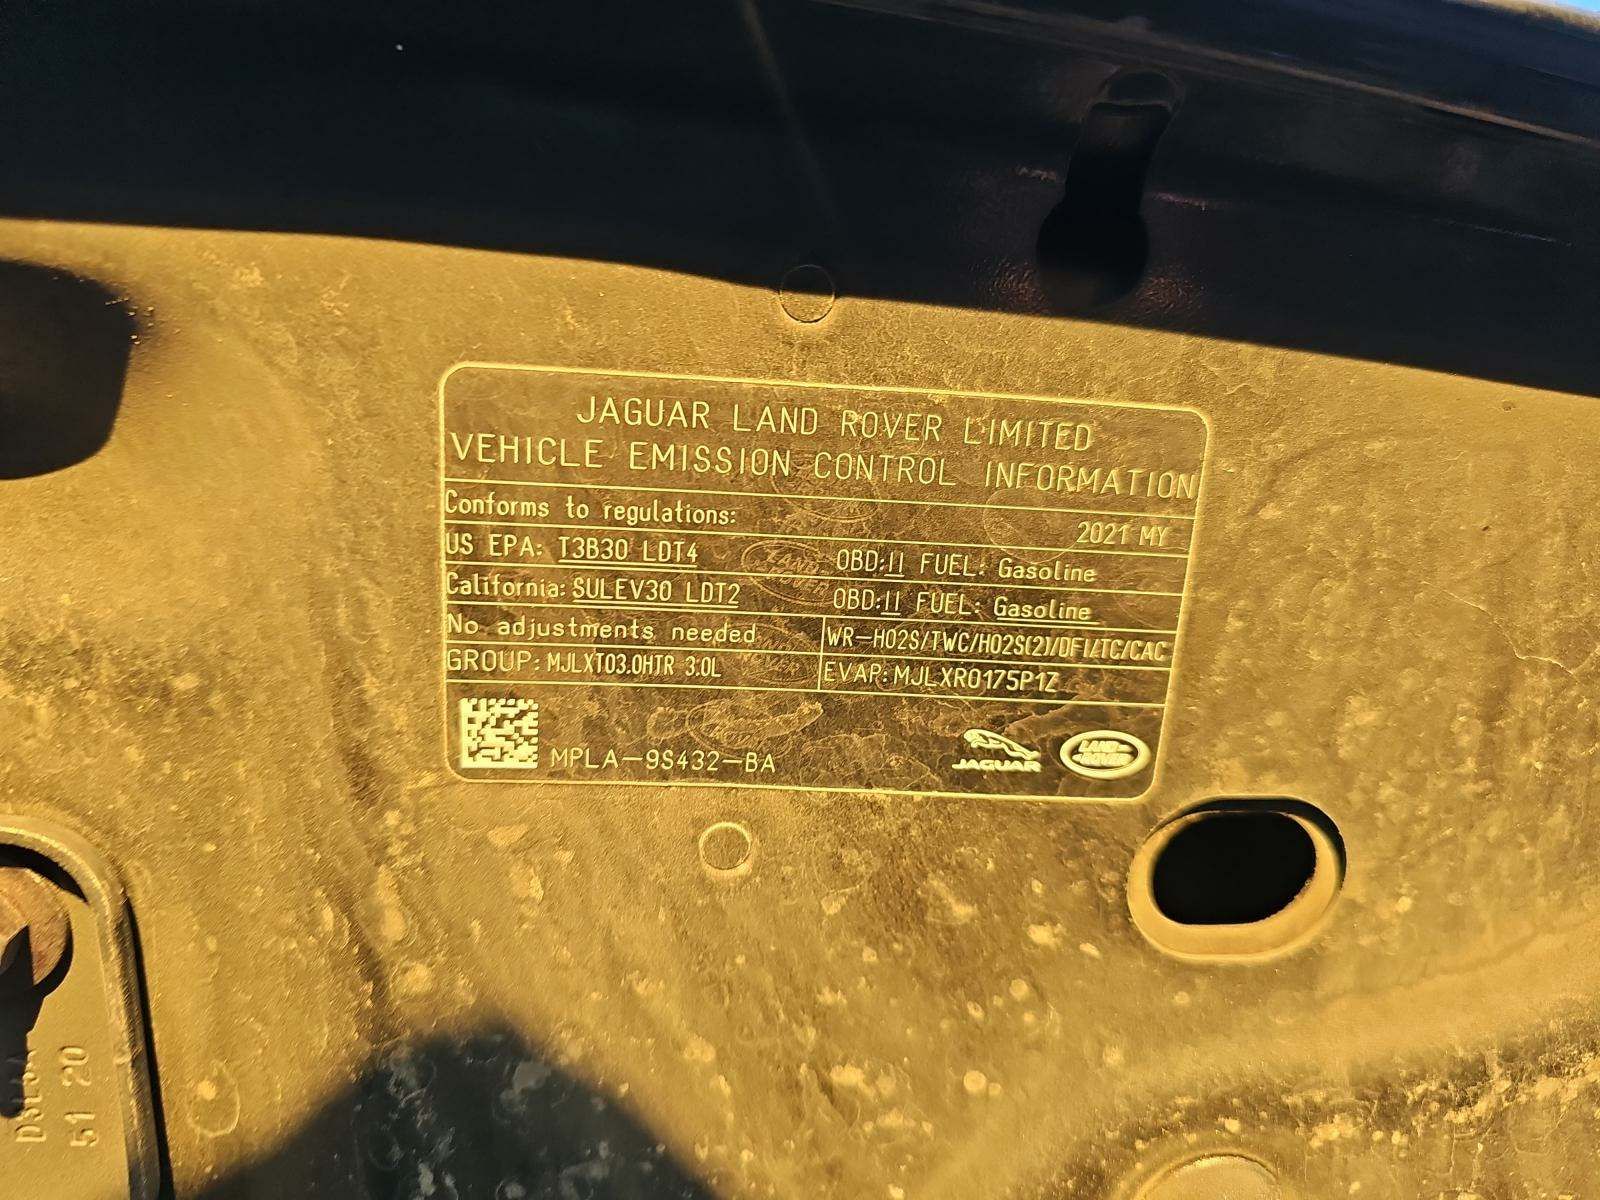 JAGUAR LAND ROVER LIMITED
VEHICLE EMISSION CONTROL INFORMATION
Conforms to regulations: 2021 MY
US EPA: T3B30 LDT4 OBD:II FUEL: Gasoline
California: SULEV30 LDT2 OBD:II FUEL: Gasoline
No adjustments needed WR-HO2S/TWC/HO2S(2)/DFI/TC/CAC
GROUP: MJLXT03.0HTR 3.0L EVAP: MJLXR0175P1Z
MPLA-9S432-BA
JAGUAR
LAND ROVER
51 20